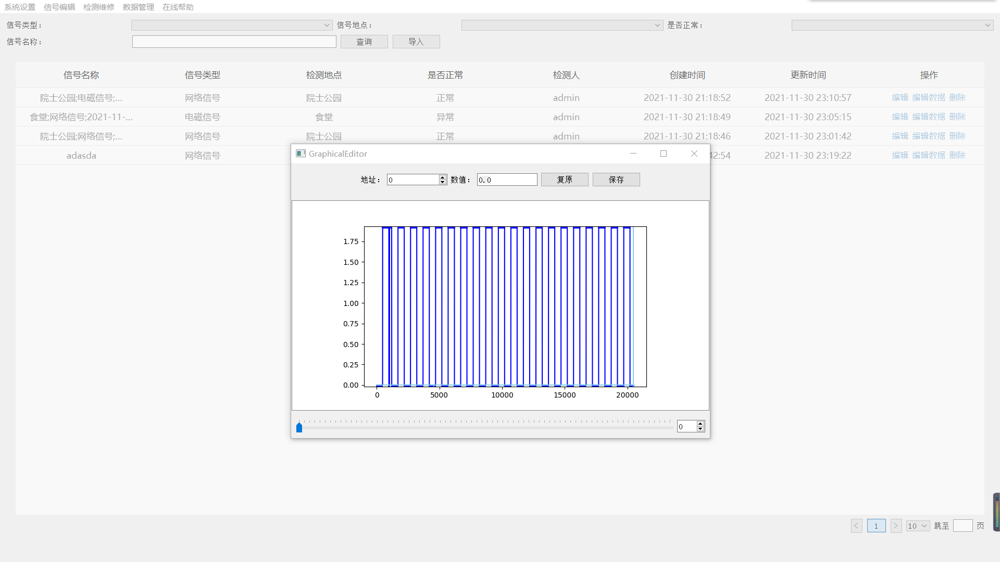 系统设置 信号编辑 检测维修 数据管理 在线帮助
信号类型： 信号地点： 是否正常：
信号名称： 查询 导入
信号名称 信号类型 检测地点 是否正常 检测人 创建时间 更新时间 操作
院士公园;电磁信号;... 网络信号 院士公园 正常 admin 2021-11-30 21:18:52 2021-11-30 23:10:57 编辑 编辑数据 删除
食堂;网络信号;2021-11-... 电磁信号 食堂 异常 admin 2021-11-30 21:18:49 2021-11-30 23:05:15 编辑 编辑数据 删除
院士公园;网络信号;... 网络信号 院士公园 正常 admin 2021-11-30 21:18:46 2021-11-30 23:01:42 编辑 编辑数据 删除
adasda 网络信号 42:54 2021-11-30 23:19:22 编辑 编辑数据 删除
GraphicalEditor
地址： 0 数值： 0.0 复原 保存
1.75
1.50
1.25
1.00
0.75
0.50
0.25
0.00
0 5000 10000 15000 20000
0
< 1 > 10 跳至 页